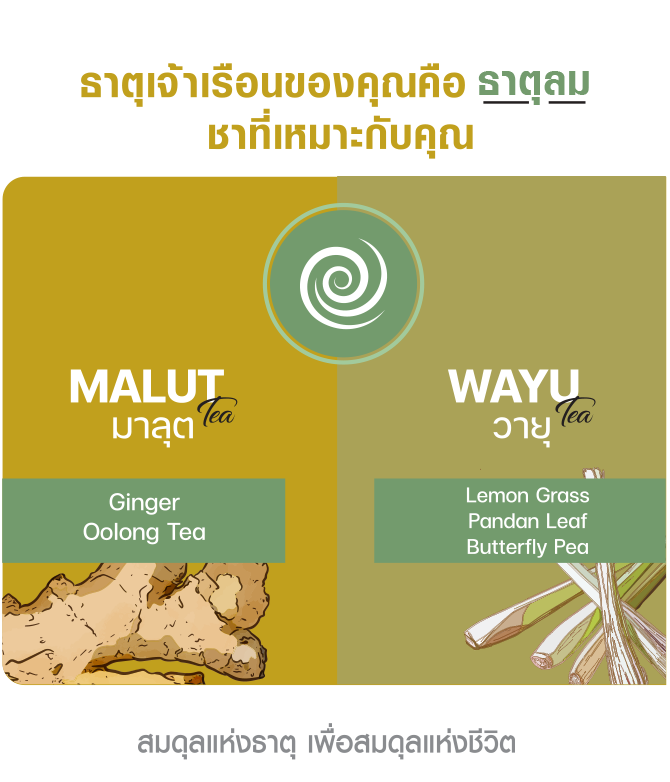 ธาตุเจ้าเรือนของคุณคือ ธาตุลม
ชาที่เหมาะกับคุณ
MALUT
Tea
มาลุต
Ginger
Oolong Tea
WAYU
Tea
วายุ
Lemon Grass
Pandan Leaf
Butterfly Pea
สมดุลแห่งธาตุ เพื่อสมดุลแห่งชีวิต